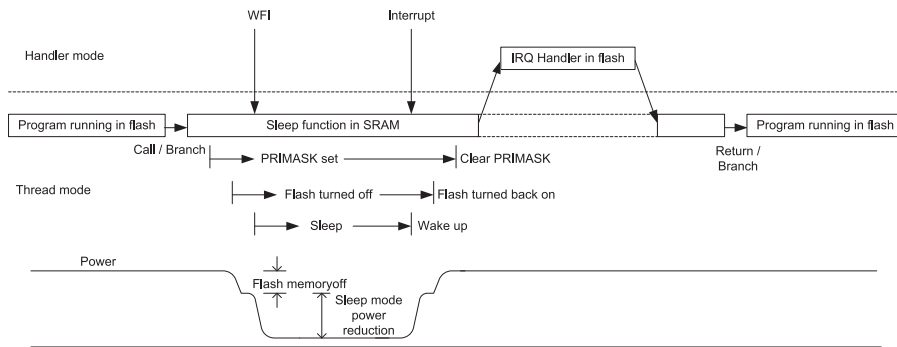 WFI
Interrupt
Handler mode
IRQ Handler in flash
Program running in flash
Sleep function in SRAM
Program running in flash
Call / Branch
PRIMASK set
Clear PRIMASK
Return /
Branch
Thread mode
Flash turned off
Flash turned back on
Sleep
Wake up
Power
Flash memoryoff
Sleep mode
power
reduction